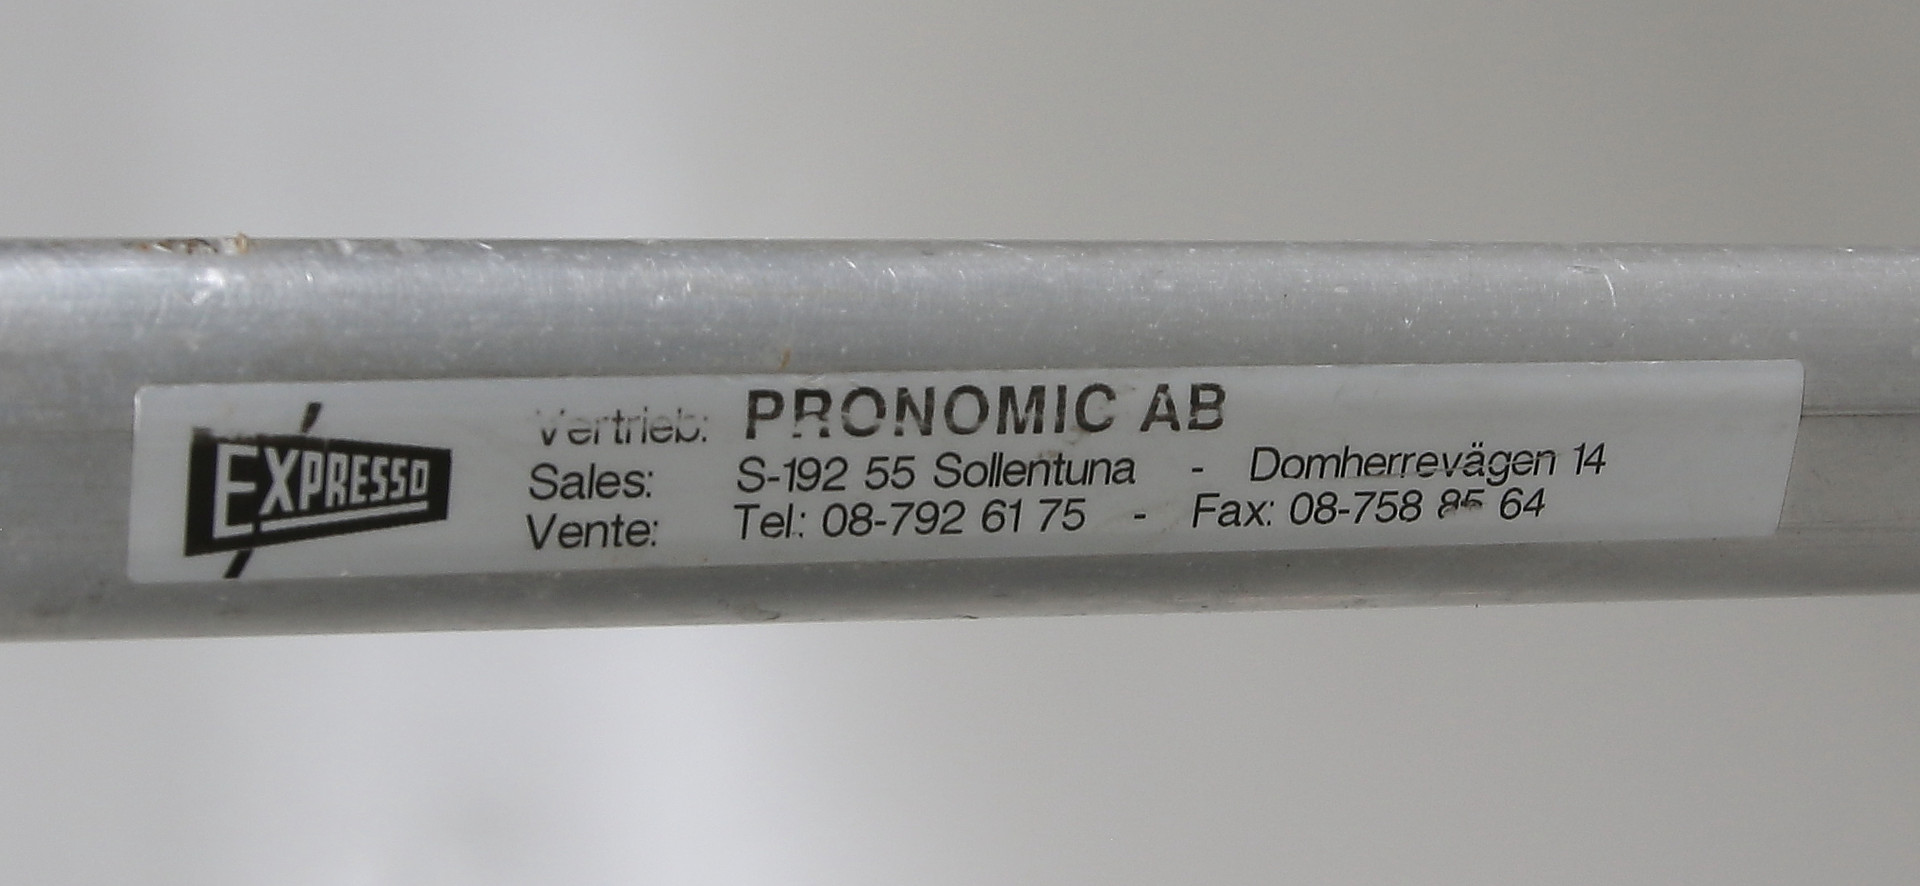 EXPRESSO
Vertrieb: PRONOMIC AB
Sales: S-192 55 Sollentuna - Domherrevägen 14
Vente: Tel.: 08-792 61 75 - Fax: 08-758 85 64